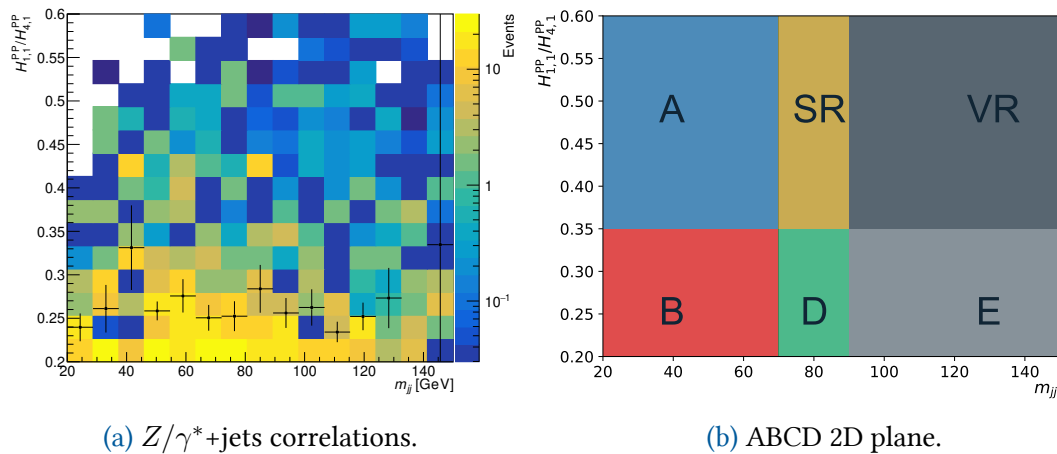 H^PP_1,1/H^PP_4,1
0.6
0.55
0.5
0.45
0.4
0.35
0.3
0.25
0.2
20 40 60 80 100 120 140
m_jj [GeV]
Events
10
1
10^-1
(a) Z/γ*+jets correlations.
H^PP_1,1/H^PP_4,1
0.60
0.55
0.50
0.45
0.40
0.35
0.30
0.25
0.20
A SR VR
B D E
20 40 60 80 100 120 140
m_jj
(b) ABCD 2D plane.